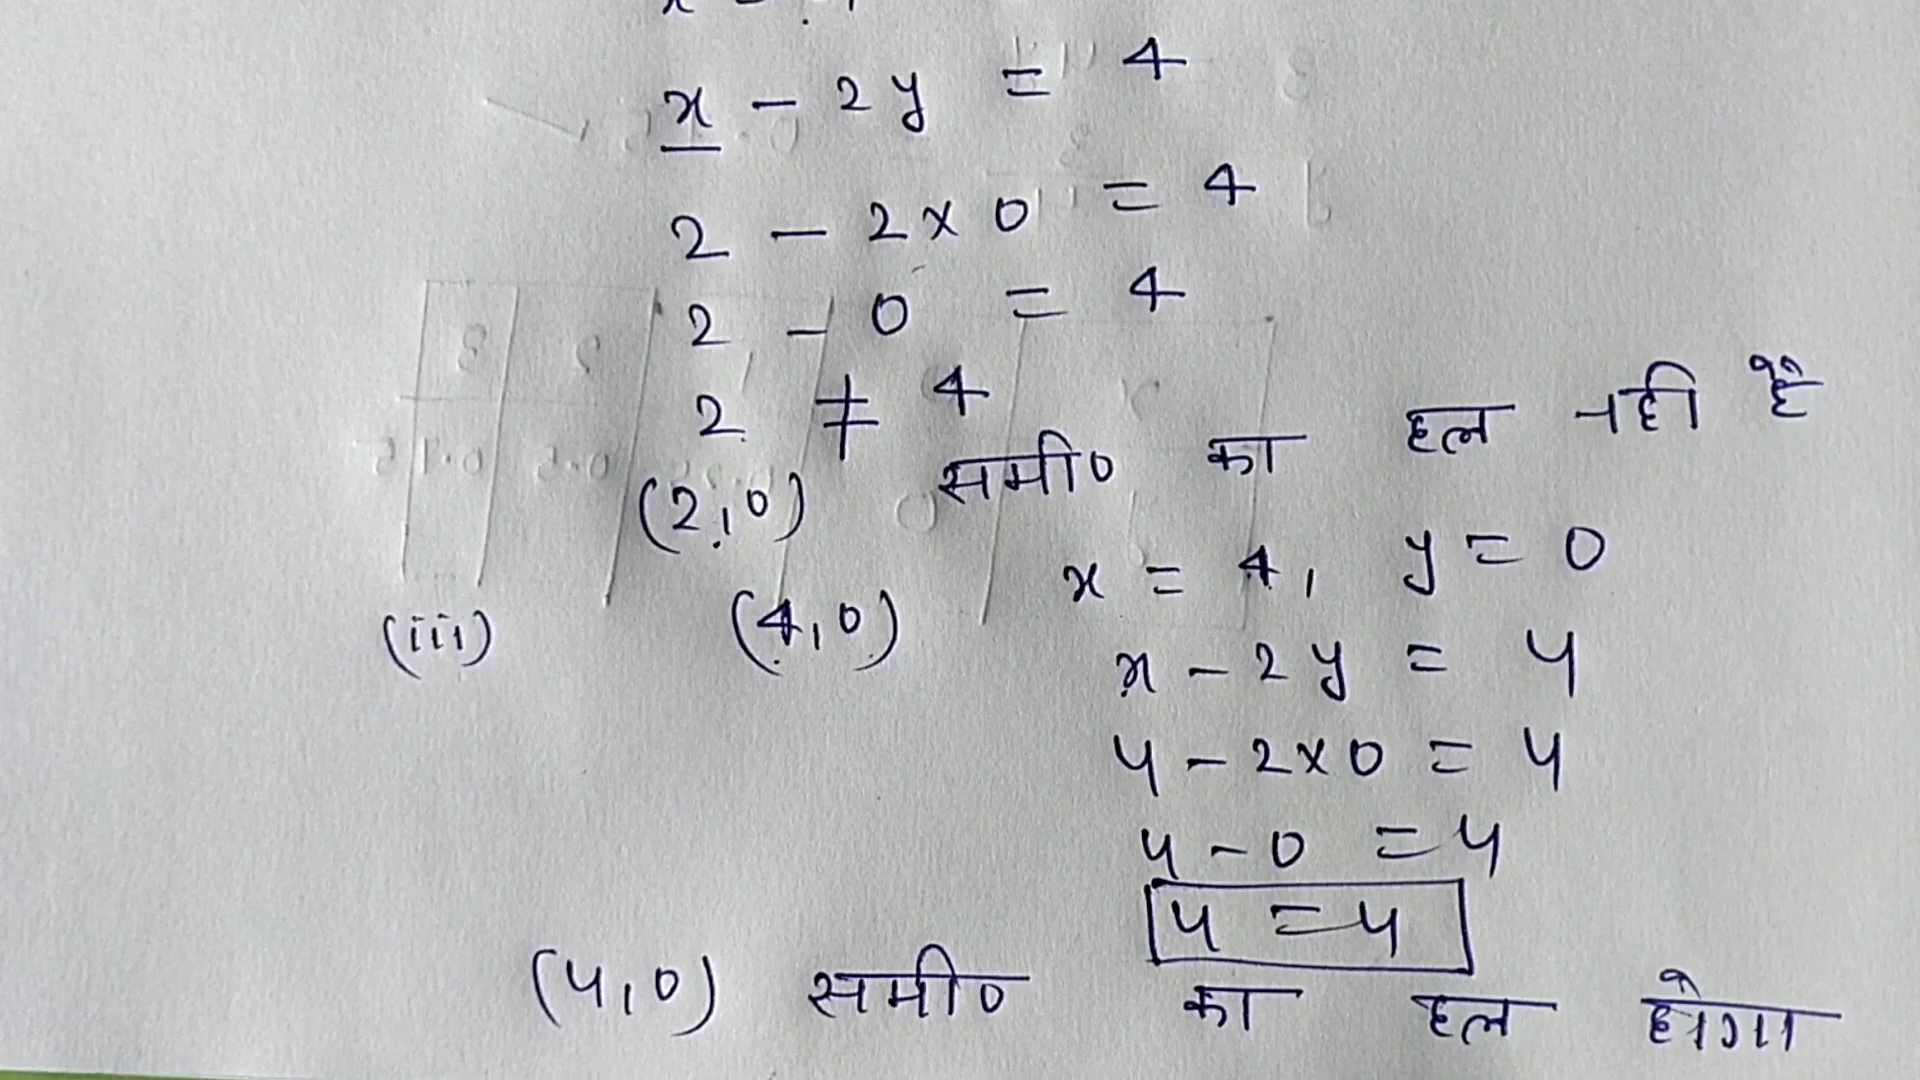 x - 2y = 4
2 - 2 × 0 = 4
2 - 0 = 4
2 ≠ 4
(2,0) समी० का हल नही है
(iii) (4,0) x = 4, y = 0
x - 2y = 4
4 - 2×0 = 4
4 - 0 = 4
4 = 4
(4,0) समी० का हल होगा